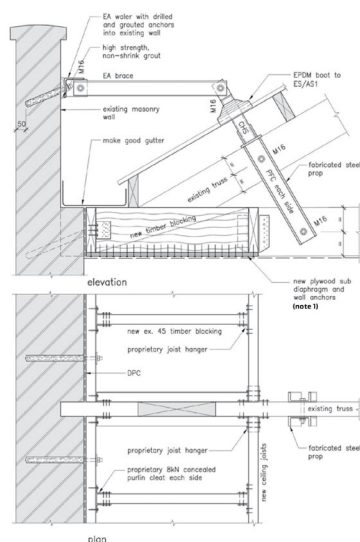 EA waler with drilled
and grouted anchors
into existing wall
high strength,
non-shrink grout
M16
EA brace
M16
EPDM boot to
ES/AS1
50
existing masonry
wall
make good gutter
CHS
M16
existing truss
PFC each side
fabricated steel
prop
M16
=
=
=
=
new timber blocking
elevation
new plywood sub
diaphragm and
wall anchors
(note 1)
new ex. 45 timber blocking
proprietary joist hanger
DPC
existing truss
proprietary joist hanger
fabricated steel
prop
proprietary 8kN concealed
purlin cleat each side
new ceiling joists
plan